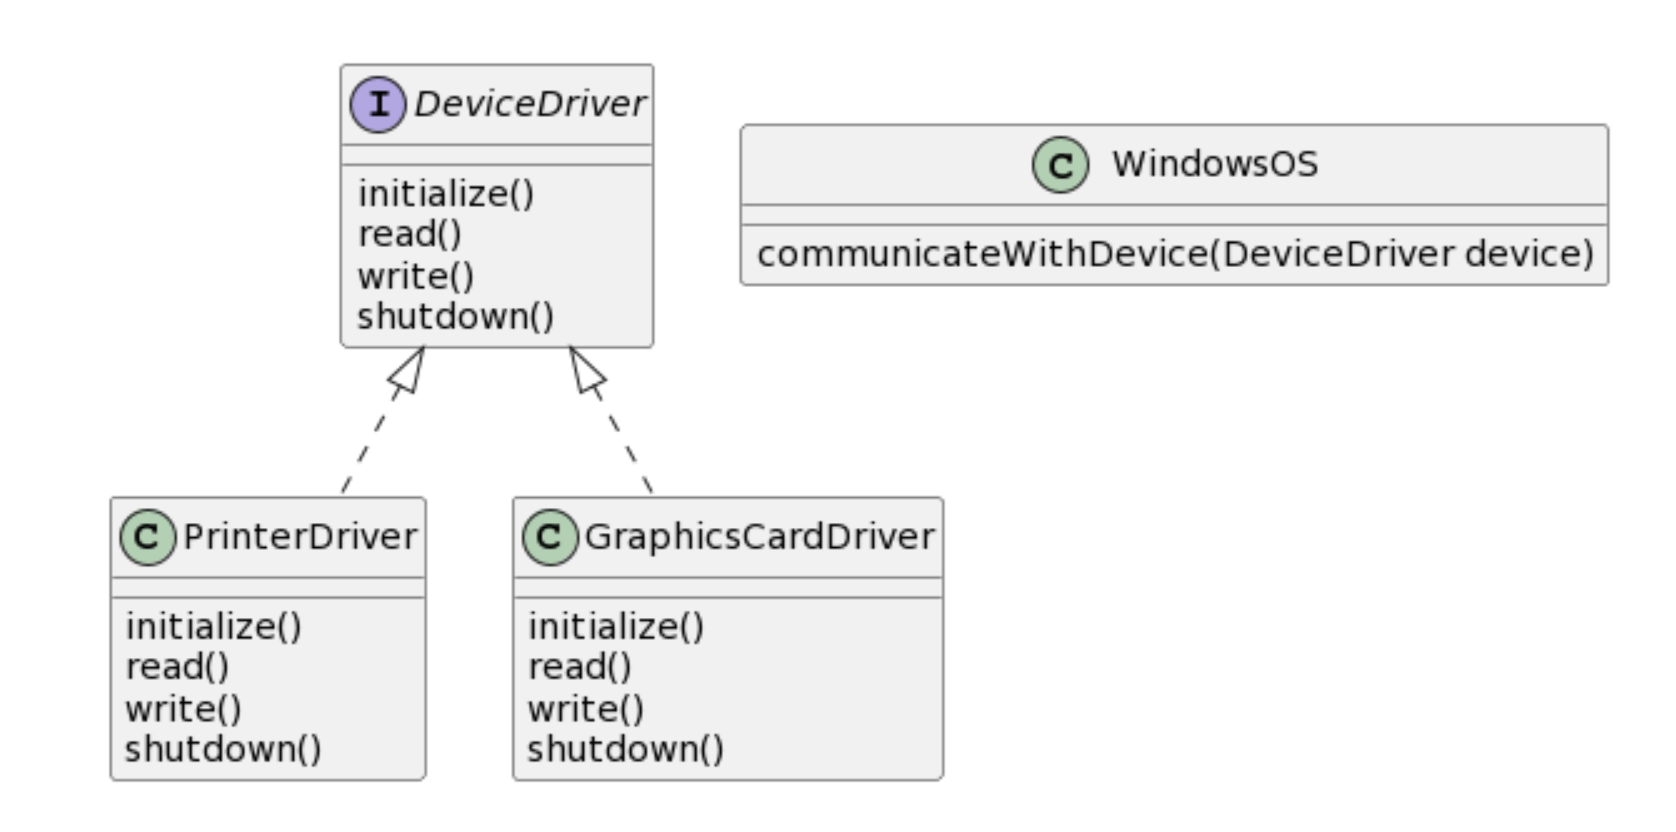 I DeviceDriver
initialize()
read()
write()
shutdown()
C WindowsOS
communicateWithDevice(DeviceDriver device)
C PrinterDriver
initialize()
read()
write()
shutdown()
C GraphicsCardDriver
initialize()
read()
write()
shutdown()